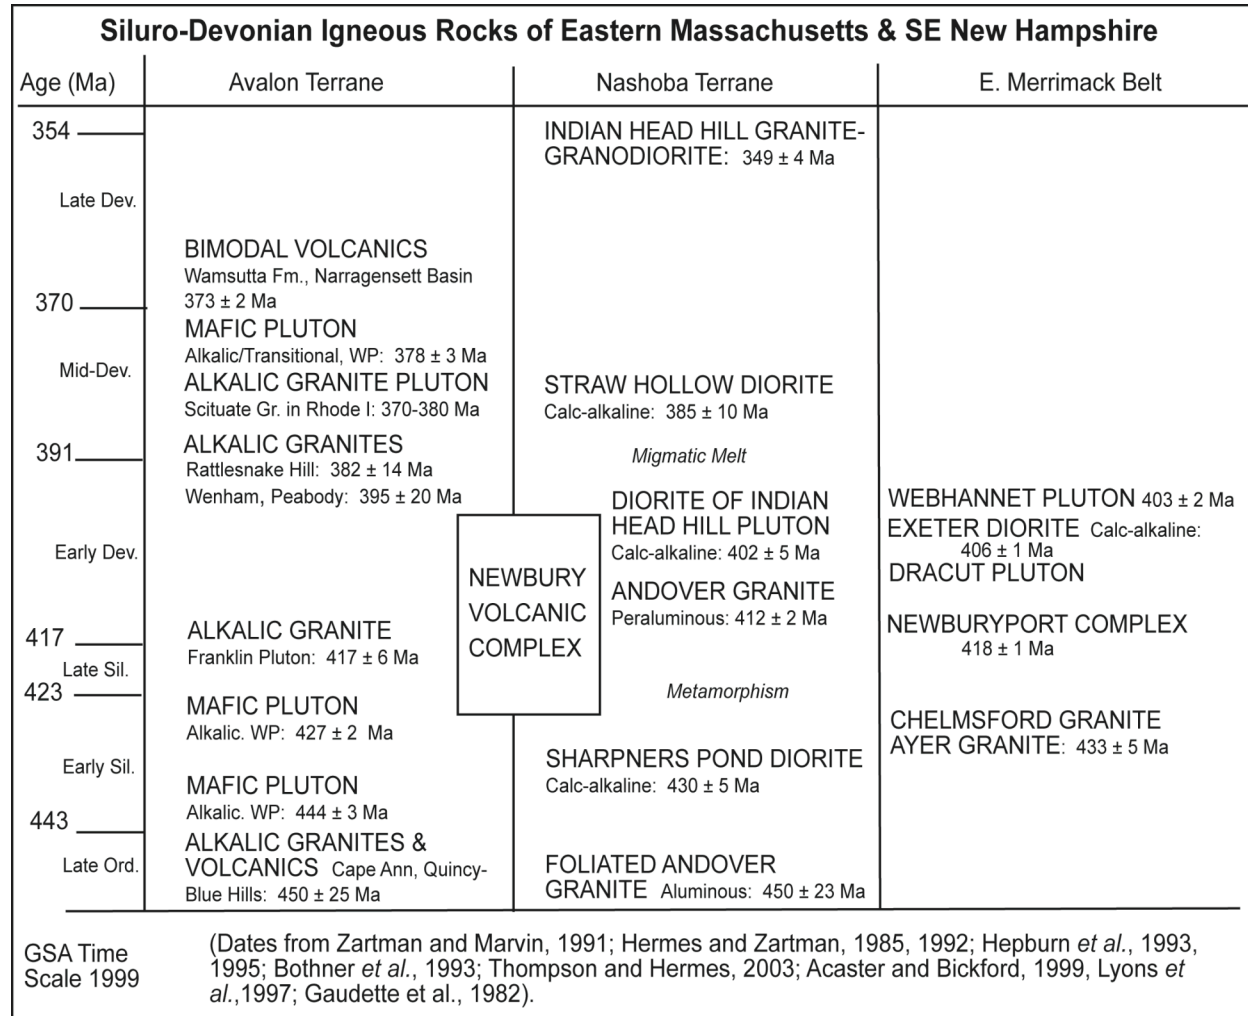 Siluro-Devonian Igneous Rocks of Eastern Massachusetts & SE New Hampshire
Age (Ma)
Avalon Terrane
Nashoba Terrane
E. Merrimack Belt
354
Late Dev.
370
Mid-Dev.
391
Early Dev.
417
Late Sil.
423
Early Sil.
443
Late Ord.
BIMODAL VOLCANICS
Wamsutta Fm., Narragensett Basin
373 ± 2 Ma
MAFIC PLUTON
Alkalic/Transitional, WP: 378 ± 3 Ma
ALKALIC GRANITE PLUTON
Scituate Gr. in Rhode I: 370-380 Ma
ALKALIC GRANITES
Rattlesnake Hill: 382 ± 14 Ma
Wenham, Peabody: 395 ± 20 Ma
ALKALIC GRANITE
Franklin Pluton: 417 ± 6 Ma
MAFIC PLUTON
Alkalic. WP: 427 ± 2 Ma
MAFIC PLUTON
Alkalic. WP: 444 ± 3 Ma
ALKALIC GRANITES &
VOLCANICS Cape Ann, Quincy-
Blue Hills: 450 ± 25 Ma
NEWBURY
VOLCANIC
COMPLEX
INDIAN HEAD HILL GRANITE-
GRANODIORITE: 349 ± 4 Ma
STRAW HOLLOW DIORITE
Calc-alkaline: 385 ± 10 Ma
Migmatic Melt
DIORITE OF INDIAN
HEAD HILL PLUTON
Calc-alkaline: 402 ± 5 Ma
ANDOVER GRANITE
Peraluminous: 412 ± 2 Ma
Metamorphism
SHARPNERS POND DIORITE
Calc-alkaline: 430 ± 5 Ma
FOLIATED ANDOVER
GRANITE Aluminous: 450 ± 23 Ma
WEBHANNET PLUTON 403 ± 2 Ma
EXETER DIORITE Calc-alkaline:
406 ± 1 Ma
DRACUT PLUTON
NEWBURYPORT COMPLEX
418 ± 1 Ma
CHELMSFORD GRANITE
AYER GRANITE: 433 ± 5 Ma
GSA Time
Scale 1999
(Dates from Zartman and Marvin, 1991; Hermes and Zartman, 1985, 1992; Hepburn et al., 1993,
1995; Bothner et al., 1993; Thompson and Hermes, 2003; Acaster and Bickford, 1999, Lyons et
al.,1997; Gaudette et al., 1982).